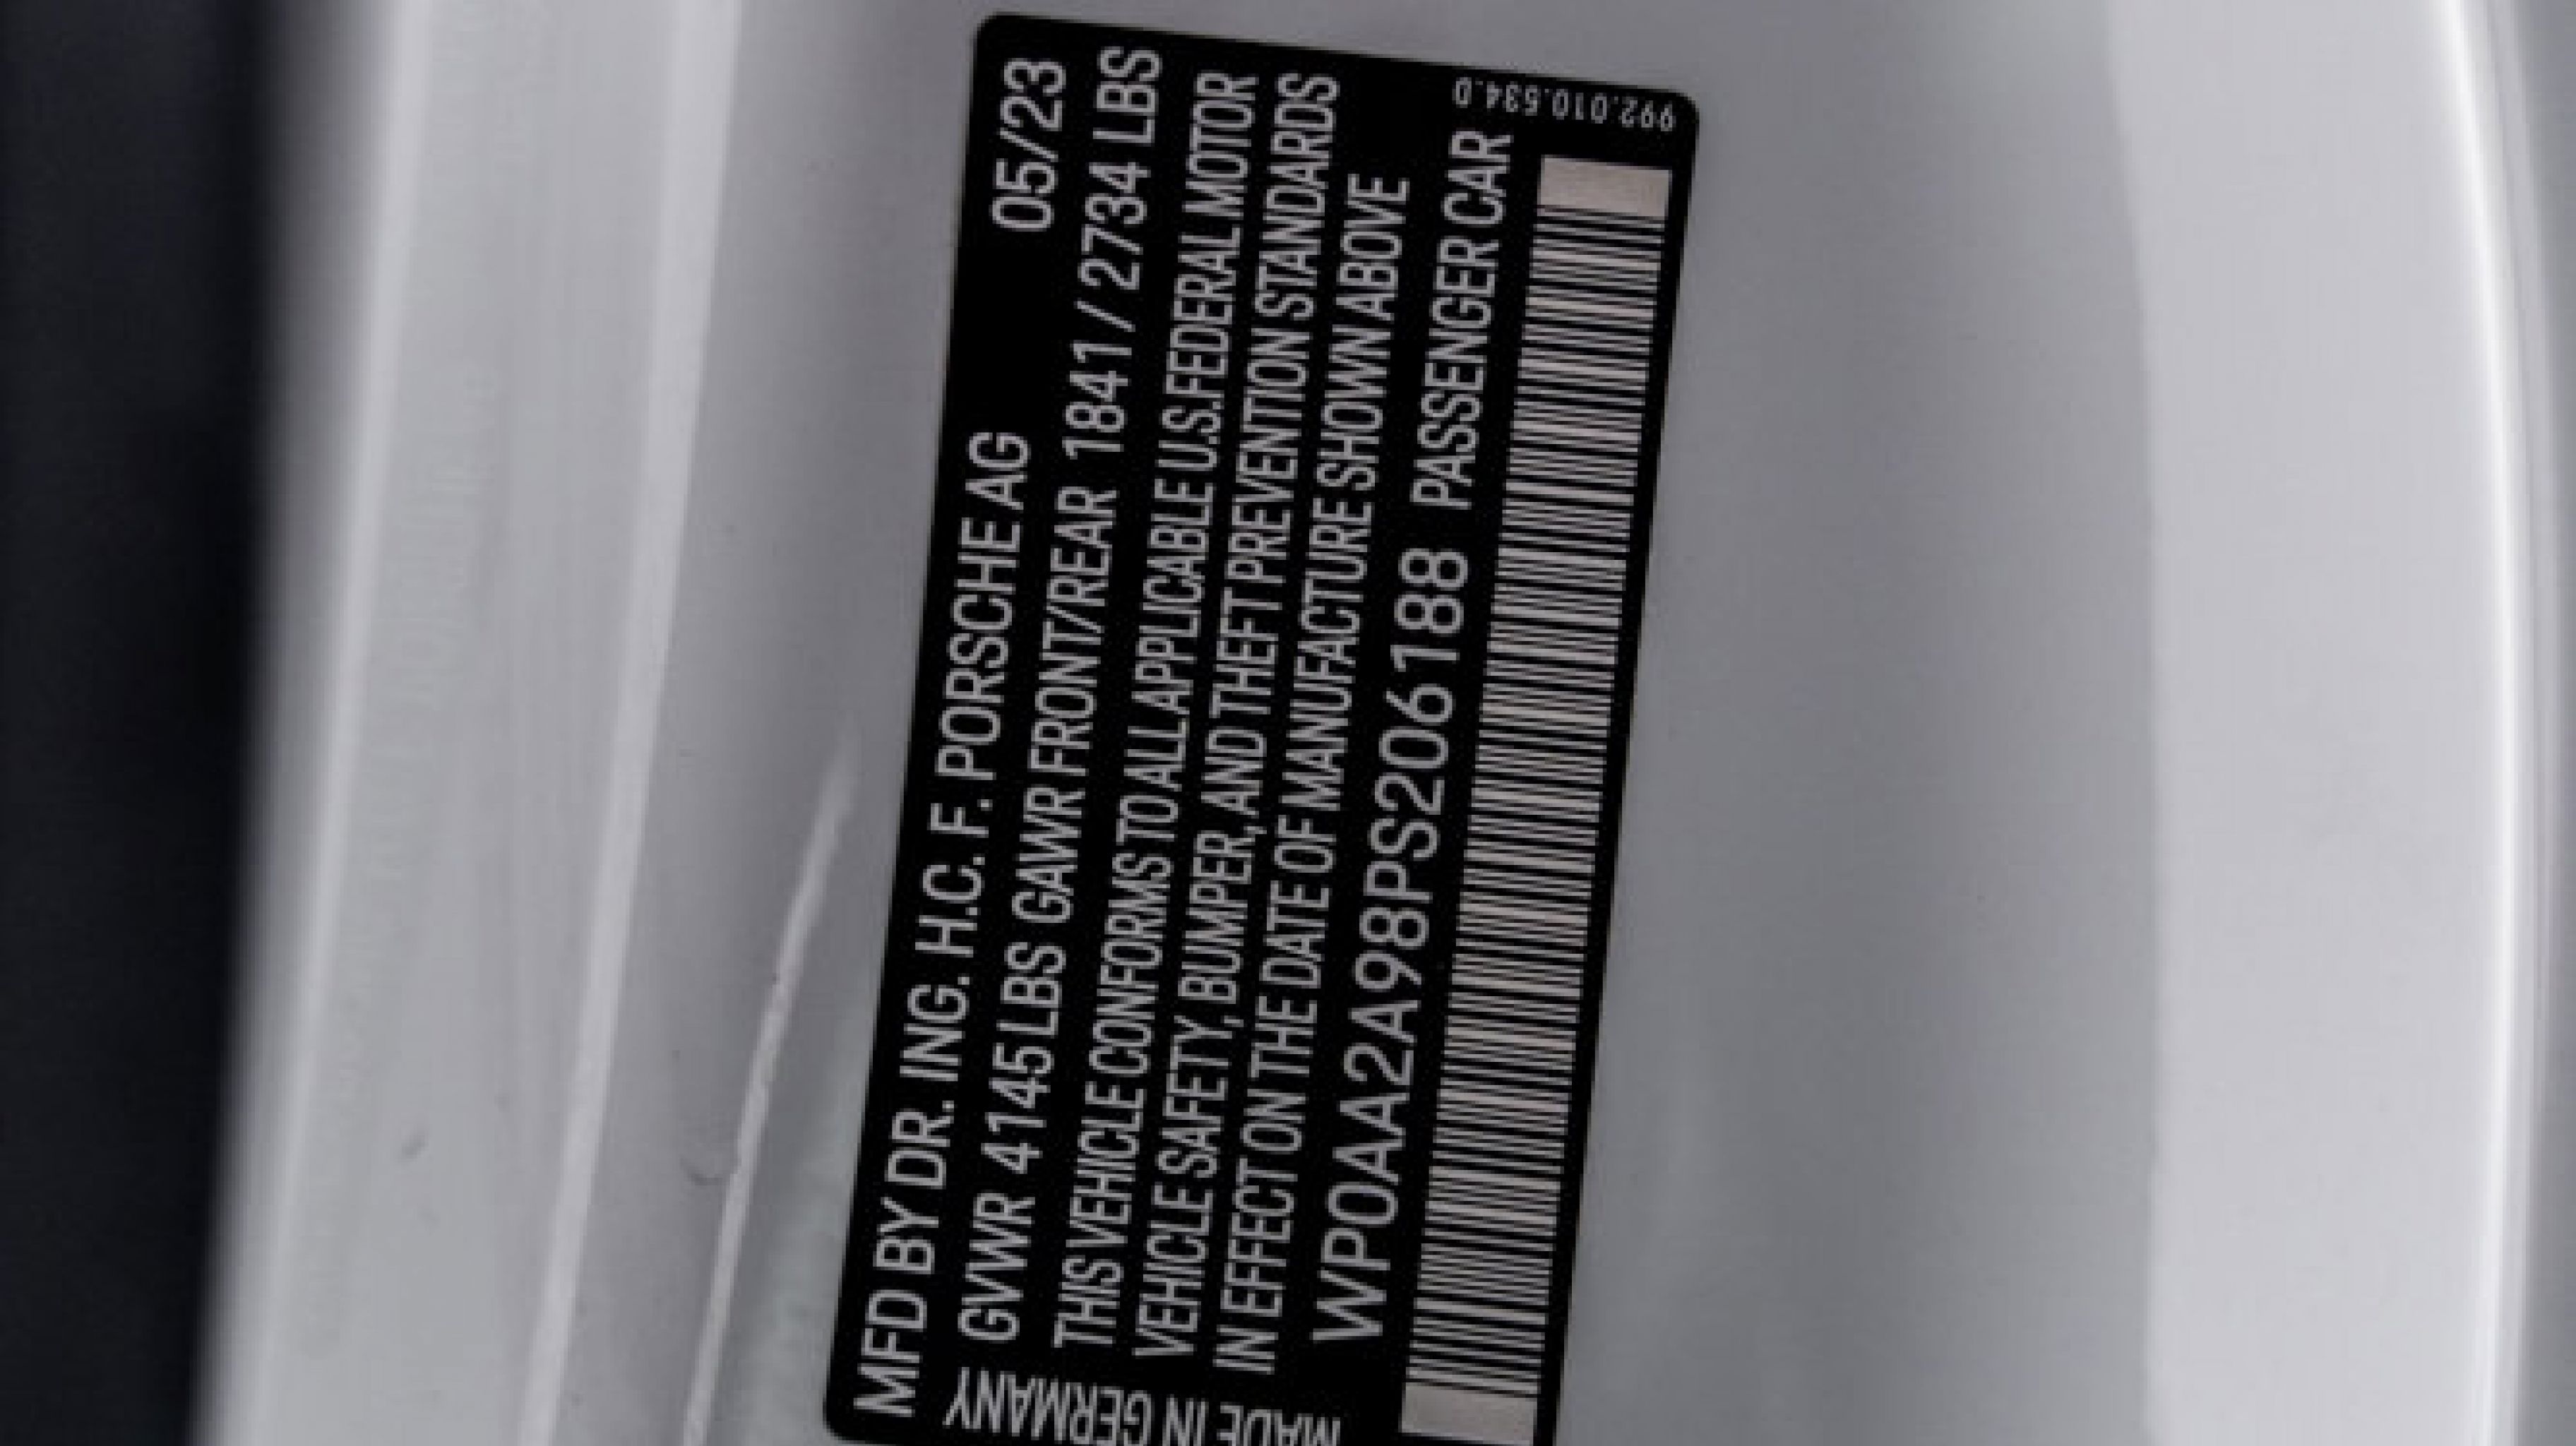 MFD BY DR. ING. H.C. F. PORSCHE AG 05/23
GVWR 4145 LBS GAWR FRONT/REAR 1841 / 2734 LBS
THIS VEHICLE CONFORMS TO ALL APPLICABLE U.S.FEDERAL MOTOR
VEHICLE SAFETY, BUMPER, AND THEFT PREVENTION STANDARDS
IN EFFECT ON THE DATE OF MANUFACTURE SHOWN ABOVE
WP0AA2A98PS206188 PASSENGER CAR
MADE IN GERMANY
992.010.534.0